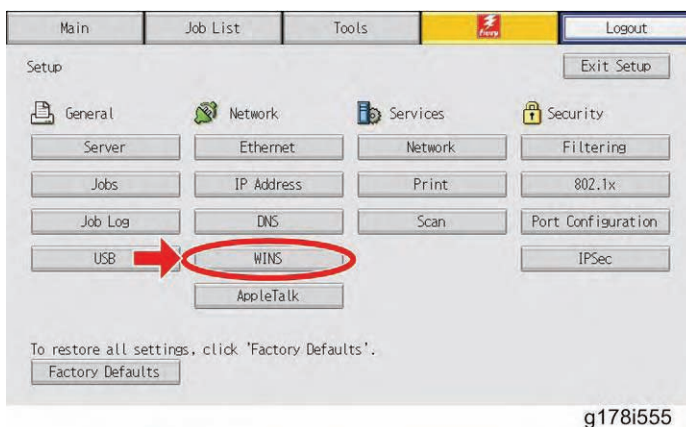 Main Job List Tools fiery Logout
Setup Exit Setup
General Network Services Security
Server Ethernet Network Filtering
Jobs IP Address Print 802.1x
Job Log DNS Scan Port Configuration
USB WINS IPSec
AppleTalk
To restore all settings, click 'Factory Defaults'.
Factory Defaults
g178i555